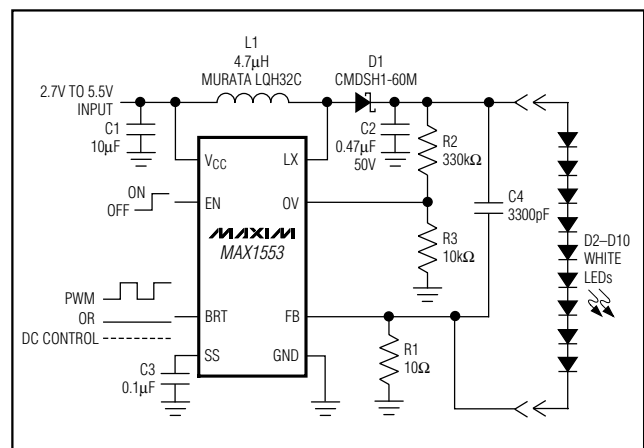 L1
4.7µH
MURATA LQH32C
D1
CMDSH1-60M
2.7V TO 5.5V
INPUT
C1
10µF
C2
0.47µF
50V
R2
330kΩ
C4
3300pF
VCC
LX
ON
OFF
EN
OV
MAXIM
MAX1553
R3
10kΩ
D2–D10
WHITE
LEDs
PWM
OR
DC CONTROL
BRT
FB
SS
GND
C3
0.1µF
R1
10Ω